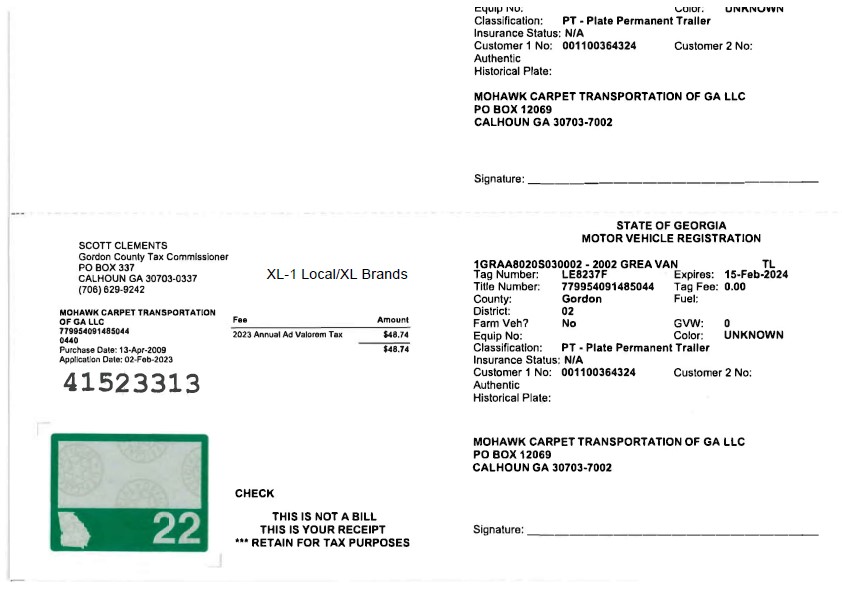 Equip No: Color: UNKNOWN
Classification: PT - Plate Permanent Trailer
Insurance Status: N/A
Customer 1 No: 001100364324 Customer 2 No:
Authentic
Historical Plate:
MOHAWK CARPET TRANSPORTATION OF GA LLC
PO BOX 12069
CALHOUN GA 30703-7002
Signature:
SCOTT CLEMENTS
Gordon County Tax Commissioner
PO BOX 337
CALHOUN GA 30703-0337
(706) 629-9242
XL-1 Local/XL Brands
MOHAWK CARPET TRANSPORTATION
OF GA LLC
779954091485044
0440
Purchase Date: 13-Apr-2009
Application Date: 02-Feb-2023
41523313
Fee Amount
2023 Annual Ad Valorem Tax $48.74
$48.74
22
CHECK
THIS IS NOT A BILL
THIS IS YOUR RECEIPT
*** RETAIN FOR TAX PURPOSES
STATE OF GEORGIA
MOTOR VEHICLE REGISTRATION
1GRAA8020S030002 - 2002 GREA VAN TL
Tag Number: LE8237F Expires: 15-Feb-2024
Title Number: 779954091485044 Tag Fee: 0.00
County: Gordon Fuel:
District: 02
Farm Veh? No GVW: 0
Equip No: Color: UNKNOWN
Classification: PT - Plate Permanent Trailer
Insurance Status: N/A
Customer 1 No: 001100364324 Customer 2 No:
Authentic
Historical Plate:
MOHAWK CARPET TRANSPORTATION OF GA LLC
PO BOX 12069
CALHOUN GA 30703-7002
Signature: